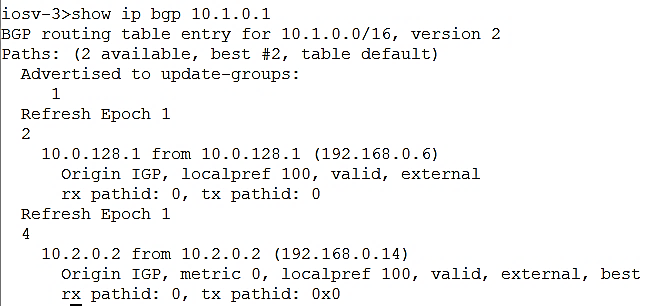 iosv-3>show ip bgp 10.1.0.1
BGP routing table entry for 10.1.0.0/16, version 2
Paths: (2 available, best #2, table default)
  Advertised to update-groups:
     1
  Refresh Epoch 1
  2
    10.0.128.1 from 10.0.128.1 (192.168.0.6)
      Origin IGP, localpref 100, valid, external
      rx pathid: 0, tx pathid: 0
  Refresh Epoch 1
  4
    10.2.0.2 from 10.2.0.2 (192.168.0.14)
      Origin IGP, metric 0, localpref 100, valid, external, best
      rx pathid: 0, tx pathid: 0x0